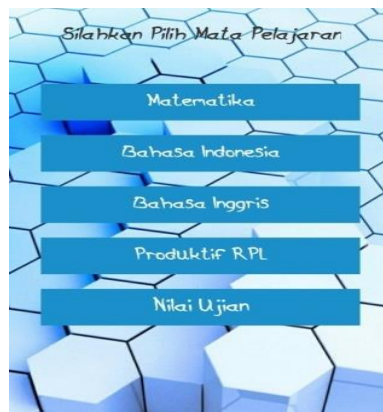 Silahkan Pilih Mata Pelajaran
Matematika
Bahasa Indonesia
Bahasa Inggris
Produktif RPL
Nilai Ujian